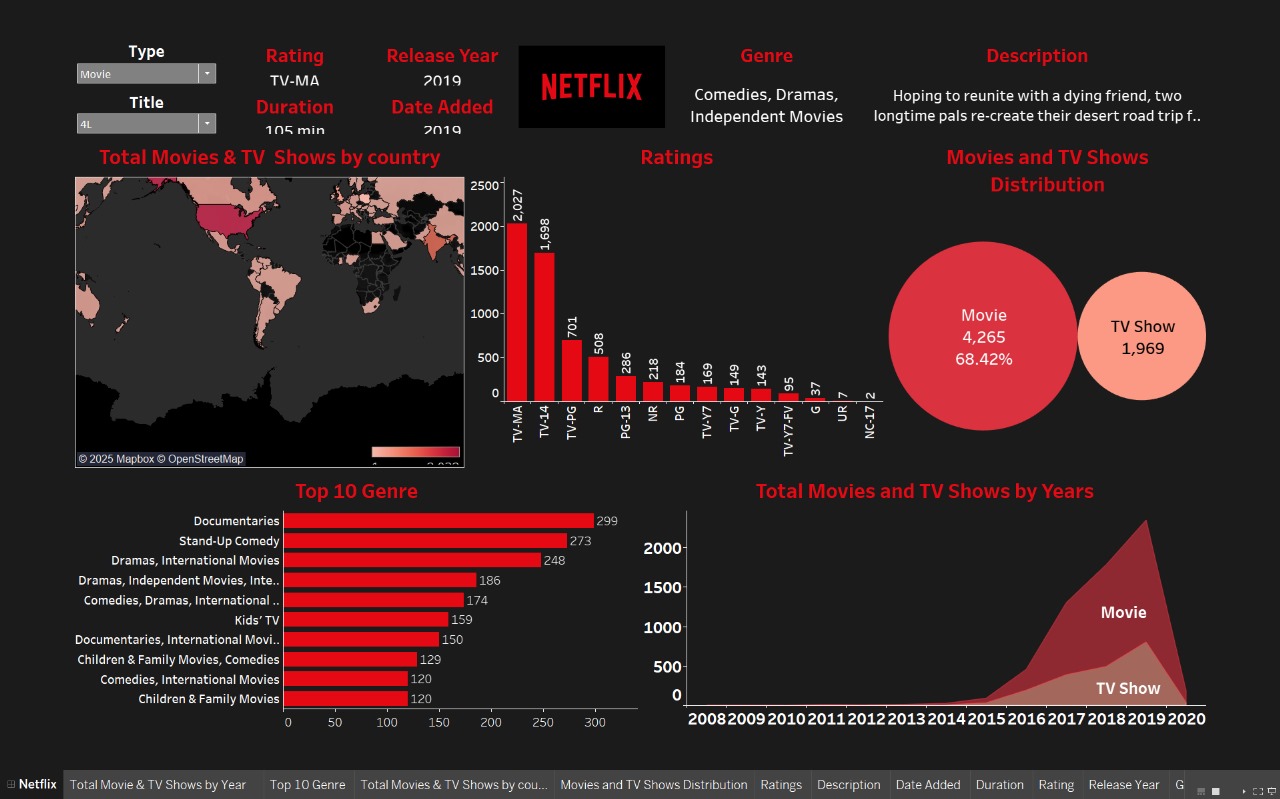 Type
Movie
Title
4L
Rating
TV-MA
Duration
105 min
Release Year
2019
Date Added
2019
NETFLIX
Genre
Comedies, Dramas,
Independent Movies
Description
Hoping to reunite with a dying friend, two
longtime pals re-create their desert road trip f..
Total Movies & TV Shows by country
© 2025 Mapbox © OpenStreetMap
Ratings
2500
2000
1500
1000
500
0
2,027
1,698
701
508
286
218
184
169
149
143
95
37
7
2
TV-MA
TV-14
TV-PG
R
PG-13
NR
PG
TV-Y7
TV-G
TV-Y
TV-Y7-FV
G
UR
NC-17
Movies and TV Shows
Distribution
Movie
4,265
68.42%
TV Show
1,969
Top 10 Genre
Documentaries 299
Stand-Up Comedy 273
Dramas, International Movies 248
Dramas, Independent Movies, Inte.. 186
Comedies, Dramas, International .. 174
Kids' TV 159
Documentaries, International Movi.. 150
Children & Family Movies, Comedies 129
Comedies, International Movies 120
Children & Family Movies 120
0 50 100 150 200 250 300
Total Movies and TV Shows by Years
2000
1500
1000
500
0
Movie
TV Show
2008 2009 2010 2011 2012 2013 2014 2015 2016 2017 2018 2019 2020
Netflix
Total Movie & TV Shows by Year
Top 10 Genre
Total Movies & TV Shows by cou...
Movies and TV Shows Distribution
Ratings
Description
Date Added
Duration
Rating
Release Year
G